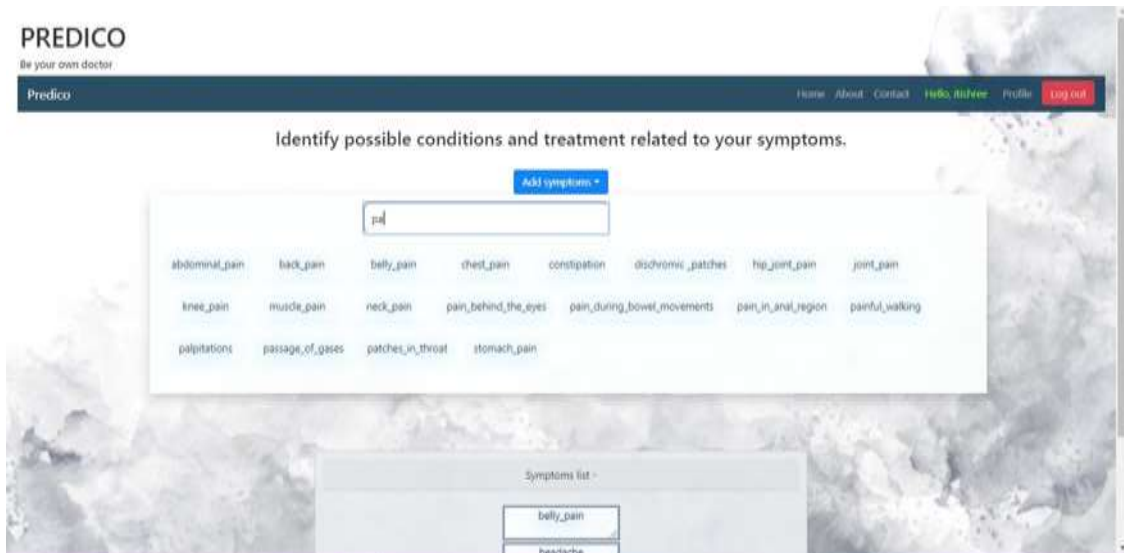 PREDICO
Be your own doctor
Predico Home About Contact Hello, itishree Profile Log out
Identify possible conditions and treatment related to your symptoms.
Add symptoms
pa
abdominal_pain back_pain belly_pain chest_pain constipation dischromic _patches hip_joint_pain joint_pain
knee_pain muscle_pain neck_pain pain_behind_the_eyes pain_during_bowel_movements pain_in_anal_region painful_walking
palpitations passage_of_gases patches_in_throat stomach_pain
Symptoms list -
belly_pain
headache